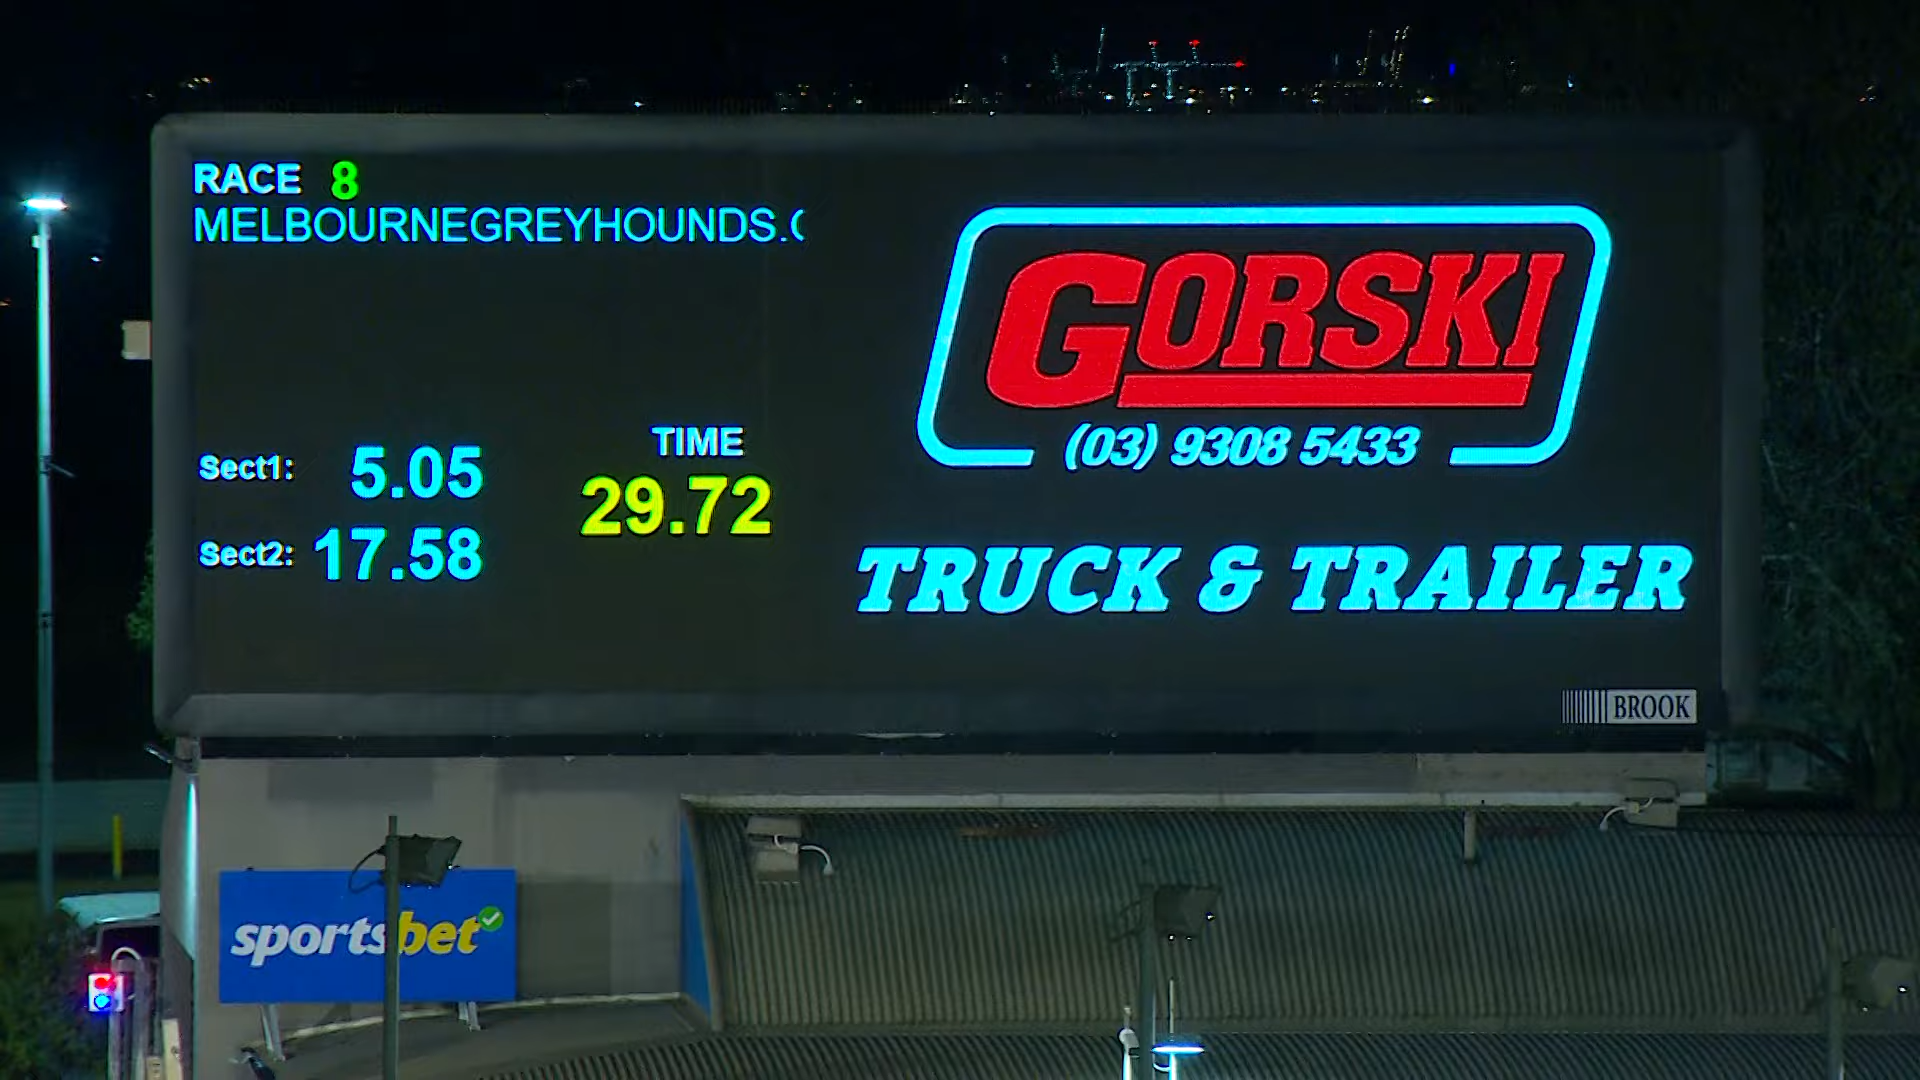 RACE 8
MELBOURNEGREYHOUNDS.
Sect1: 5.05
TIME
29.72
Sect2: 17.58
GORSKI
(03) 9308 5433
TRUCK & TRAILER
BROOK
sportsbet